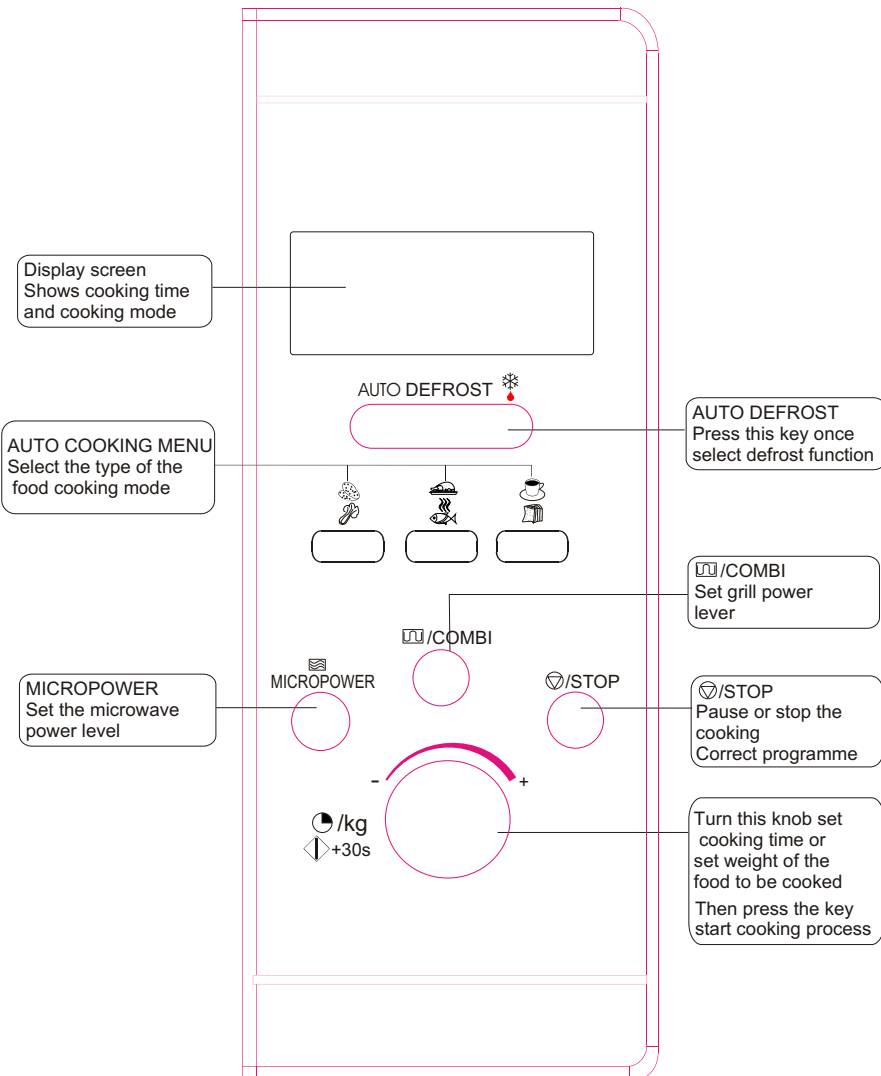 Display screen
Shows cooking time
and cooking mode
AUTO DEFROST
AUTO DEFROST
Press this key once
select defrost function
AUTO COOKING MENU
Select the type of the
food cooking mode
/COMBI
Set grill power
lever
/COMBI
MICROPOWER
/STOP
MICROPOWER
Set the microwave
power level
/STOP
Pause or stop the
cooking
Correct programme
- +
/kg
+30s
Turn this knob set
cooking time or
set weight of the
food to be cooked
Then press the key
start cooking process